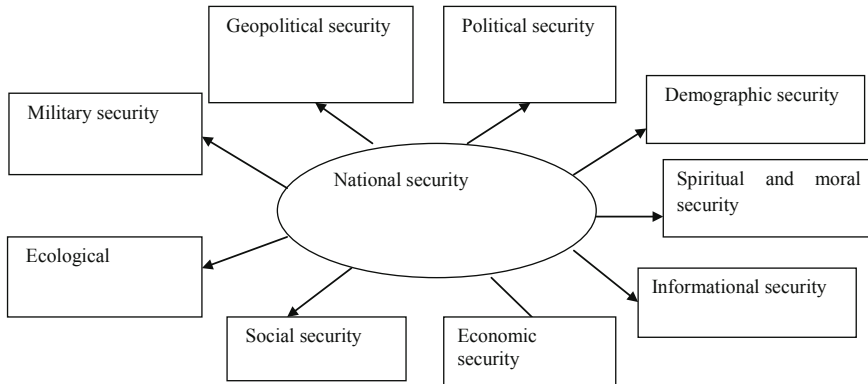 Geopolitical security
Political security
Military security
Demographic security
National security
Spiritual and moral
security
Ecological
Informational security
Social security
Economic
security